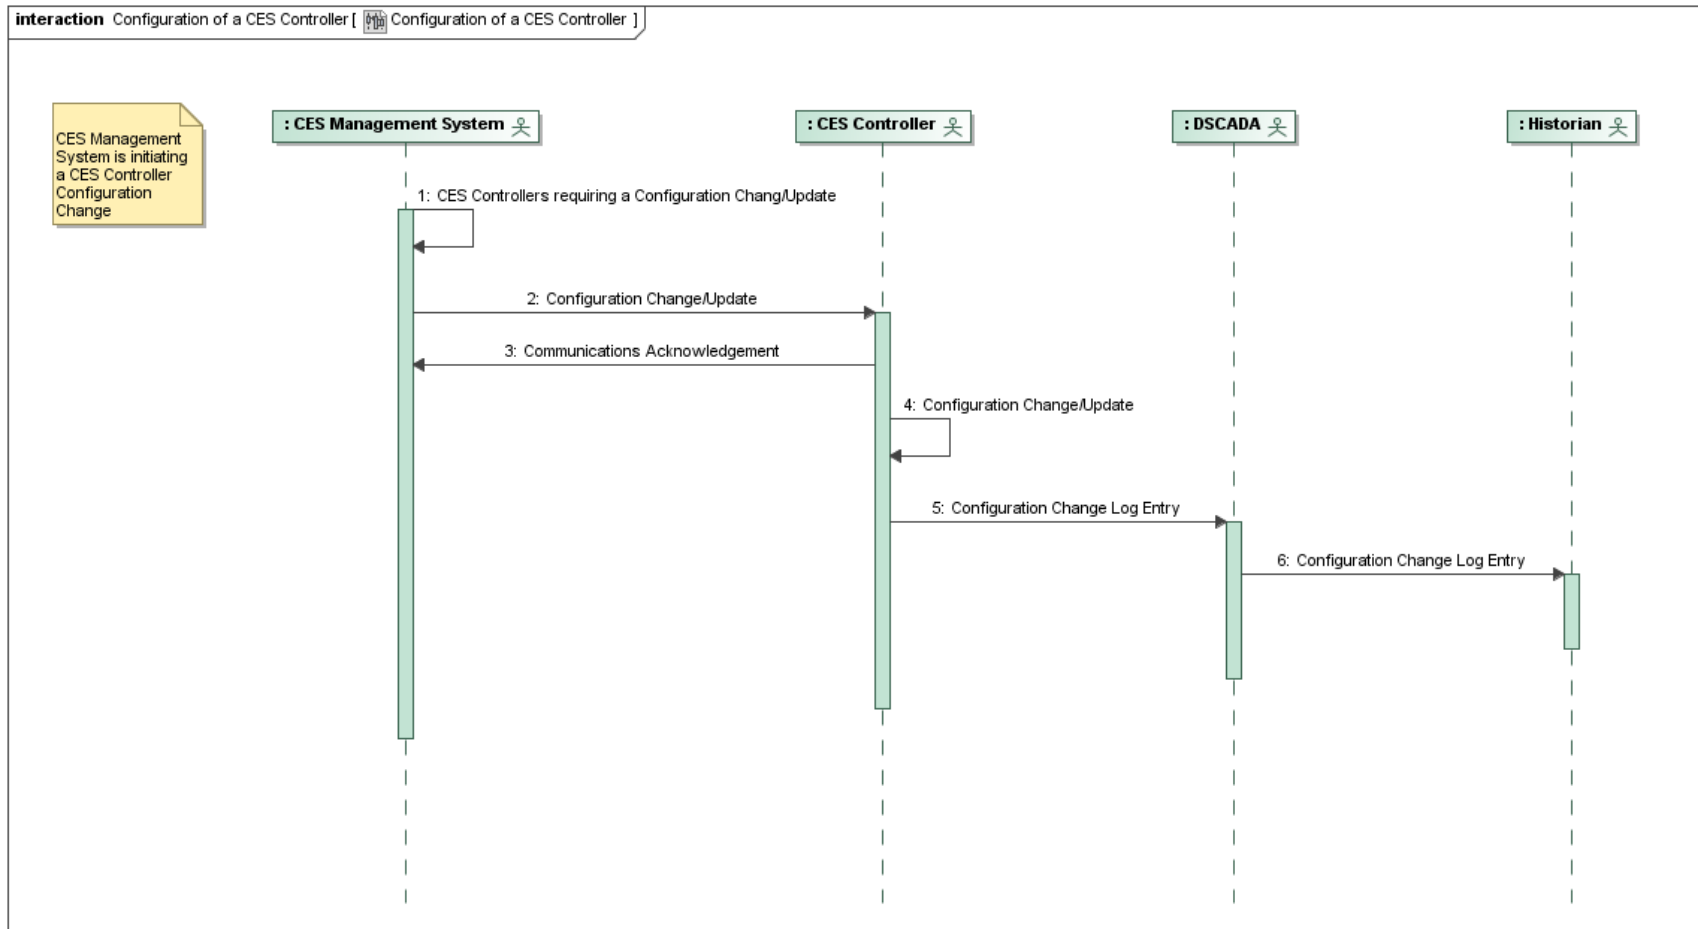 interaction Configuration of a CES Controller [ Configuration of a CES Controller ]
CES Management
System is initiating
a CES Controller
Configuration
Change
: CES Management System
: CES Controller
: DSCADA
: Historian
1: CES Controllers requiring a Configuration Chang/Update
2: Configuration Change/Update
3: Communications Acknowledgement
4: Configuration Change/Update
5: Configuration Change Log Entry
6: Configuration Change Log Entry